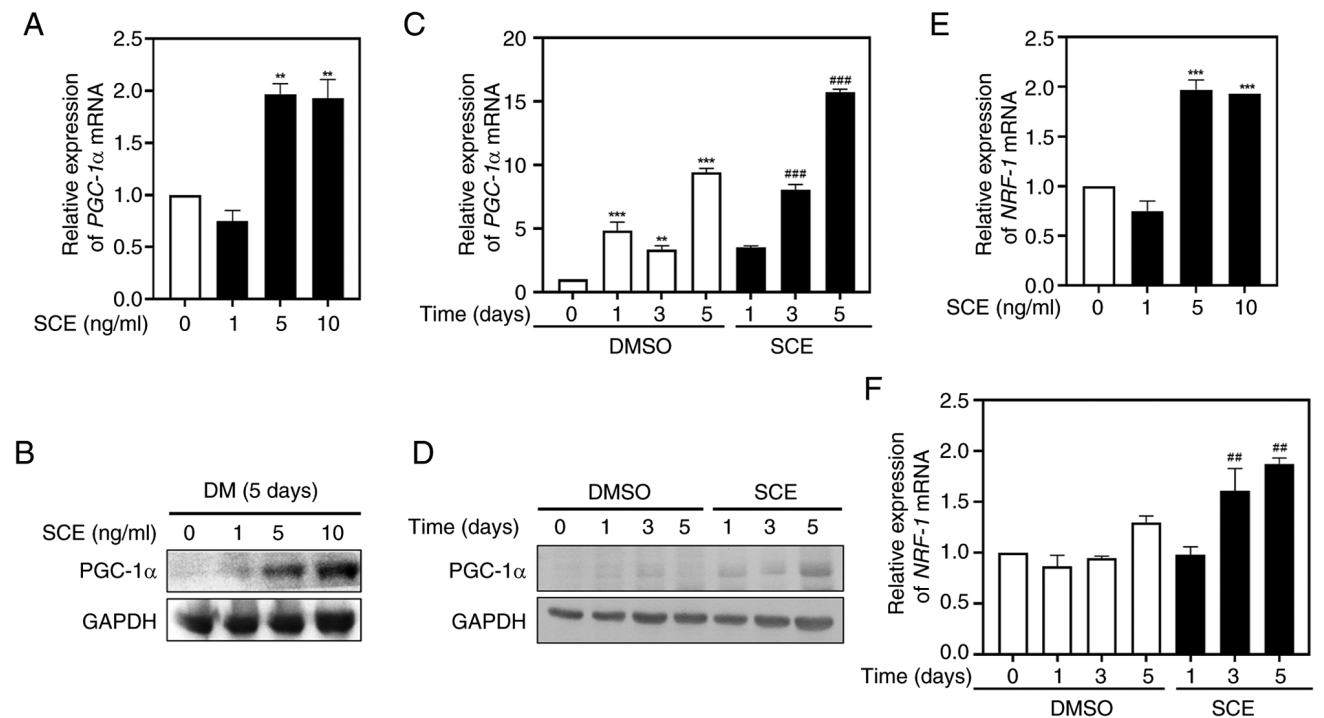 A
Relative expression
of PGC-1α mRNA
2.5
2.0
1.5
1.0
0.5
0.0
** **
SCE (ng/ml) 0 1 5 10
C
Relative expression
of PGC-1α mRNA
20
15
10
5
0
*** ** *** ### ###
Time (days) 0 1 3 5 1 3 5
DMSO SCE
E
Relative expression
of NRF-1 mRNA
2.5
2.0
1.5
1.0
0.5
0.0
*** ***
SCE (ng/ml) 0 1 5 10
B
DM (5 days)
SCE (ng/ml) 0 1 5 10
PGC-1α
GAPDH
D
DMSO SCE
Time (days) 0 1 3 5 1 3 5
PGC-1α
GAPDH
F
Relative expression
of NRF-1 mRNA
2.5
2.0
1.5
1.0
0.5
0.0
## ##
Time (days) 0 1 3 5 1 3 5
DMSO SCE